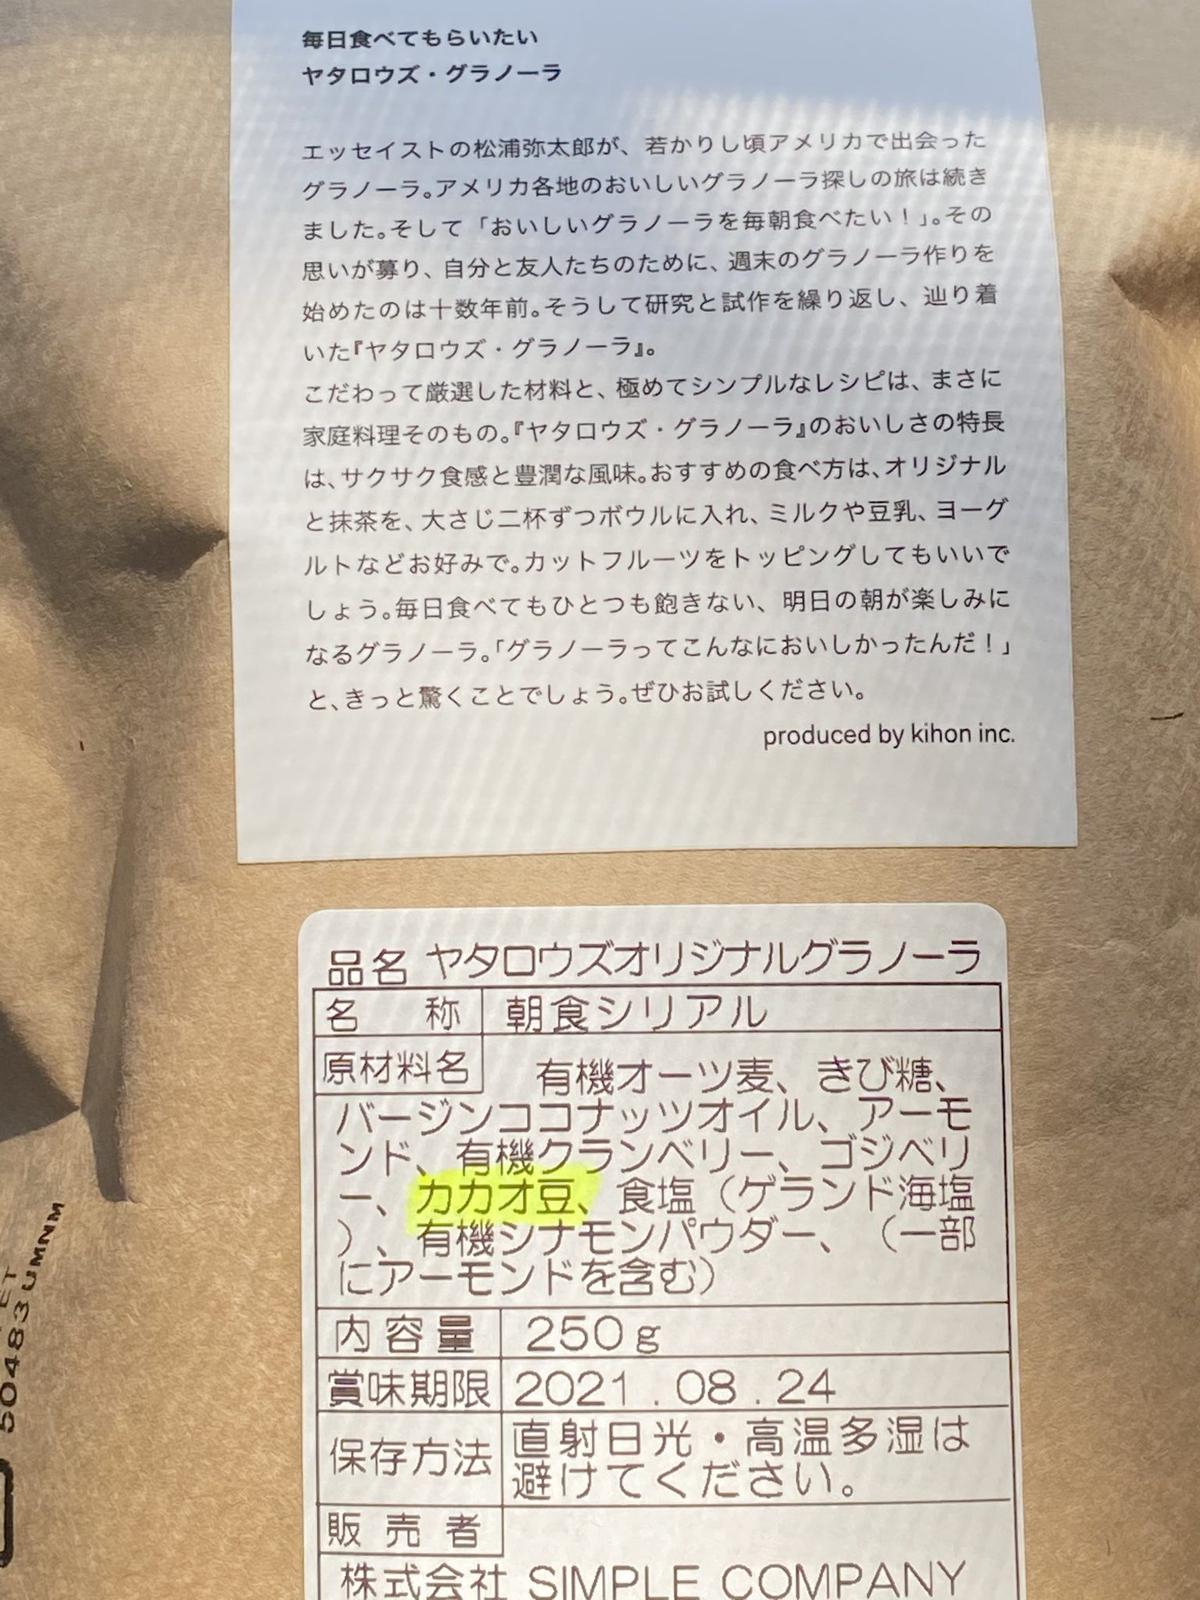 毎日食べてもらいたい
ヤタロウズ・グラノーラ
エッセイストの松浦弥太郎が、若かりし頃アメリカで出会った
グラノーラ。アメリカ各地のおいしいグラノーラ探しの旅は続き
ました。そして「おいしいグラノーラを毎朝食べたい！」。その
思いが募り、自分と友人たちのために、週末のグラノーラ作りを
始めたのは十数年前。そうして研究と試作を繰り返し、辿り着
いた『ヤタロウズ・グラノーラ』。
こだわって厳選した材料と、極めてシンプルなレシピは、まさに
家庭料理そのもの。『ヤタロウズ・グラノーラ』のおいしさの特長
は、サクサク食感と豊潤な風味。おすすめの食べ方は、オリジナル
と抹茶を、大さじ二杯ずつボウルに入れ、ミルクや豆乳、ヨーグ
ルトなどお好みで。カットフルーツをトッピングしてもいいで
しょう。毎日食べてもひとつも飽きない、明日の朝が楽しみに
なるグラノーラ。「グラノーラってこんなにおいしかったんだ！」
と、きっと驚くことでしょう。ぜひお試しください。
produced by kihon inc.
品名 ヤタロウズオリジナルグラノーラ
名 称 朝食シリアル
原材料名 有機オーツ麦、きび糖、
バージンココナッツオイル、アーモ
ンド、有機クランベリー、ゴジベリ
ー、カカオ豆、食塩（ゲランド海塩
）、有機シナモンパウダー、（一部
にアーモンドを含む）
内容量 250g
賞味期限 2021.08.24
保存方法 直射日光・高温多湿は
避けてください。
販売者
株式会社 SIMPLE COMPANY
50483UMNM